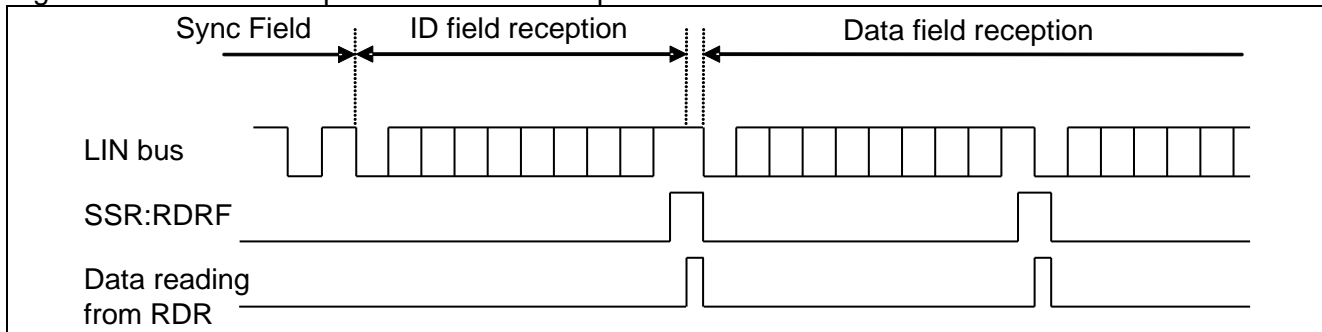 Sync Field ID field reception Data field reception
LIN bus
SSR:RDRF
Data reading
from RDR